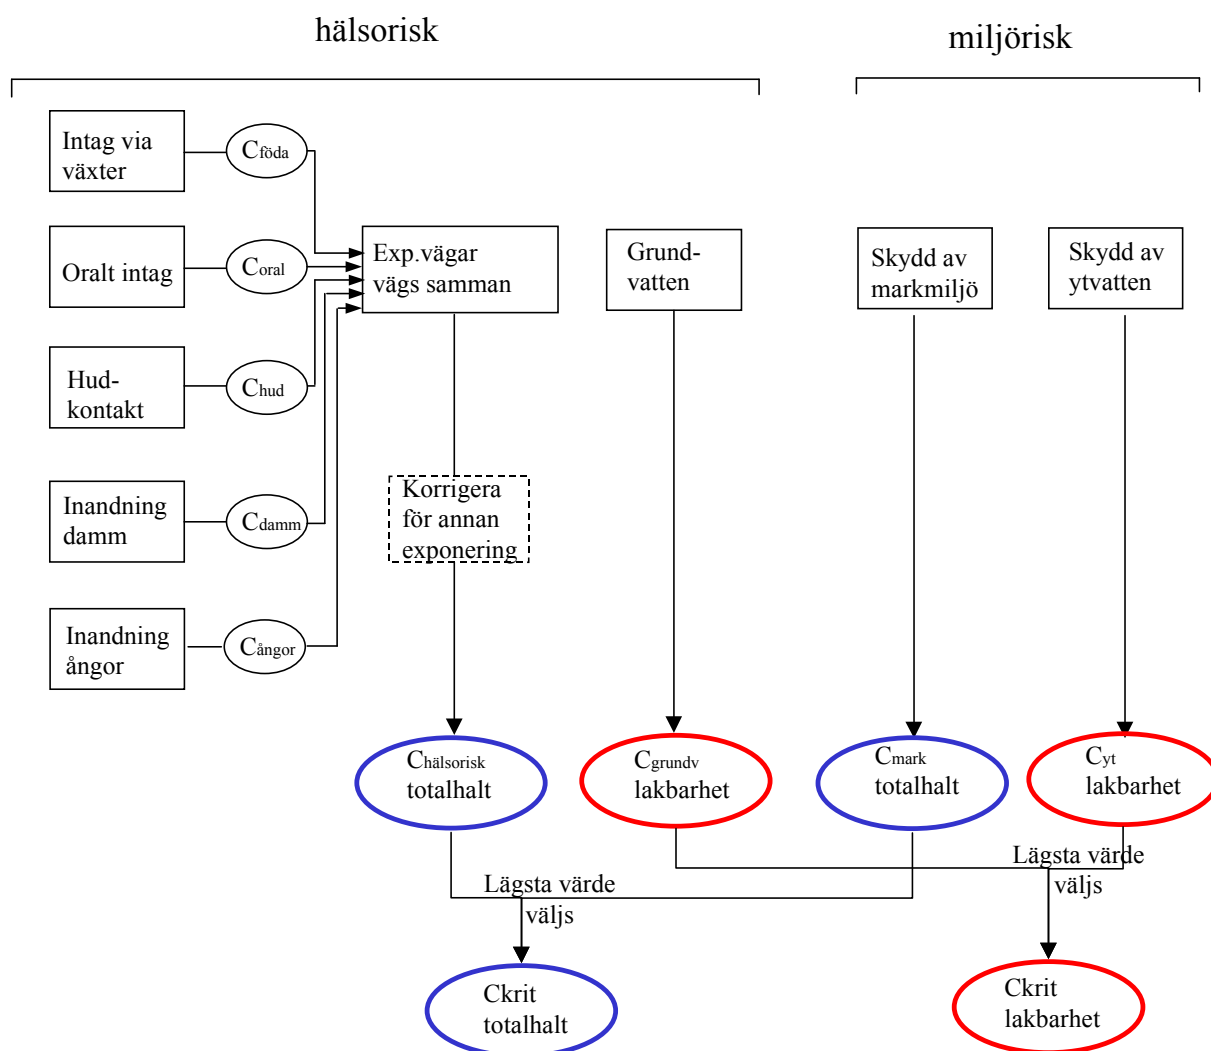 hälsorisk
miljörisk
Intag via
växter
Cföda
Oralt intag
Coral
Exp.vägar
vägs samman
Grund-
vatten
Skydd av
markmiljö
Skydd av
ytvatten
Hud-
kontakt
Chud
Inandning
damm
Cdamm
Korrigera
för annan
exponering
Inandning
ångor
Cångor
Chälsorisk
totalhalt
Cgrundv
lakbarhet
Cmark
totalhalt
Cyt
lakbarhet
Lägsta värde
väljs
Lägsta värde
väljs
Ckrit
totalhalt
Ckrit
lakbarhet